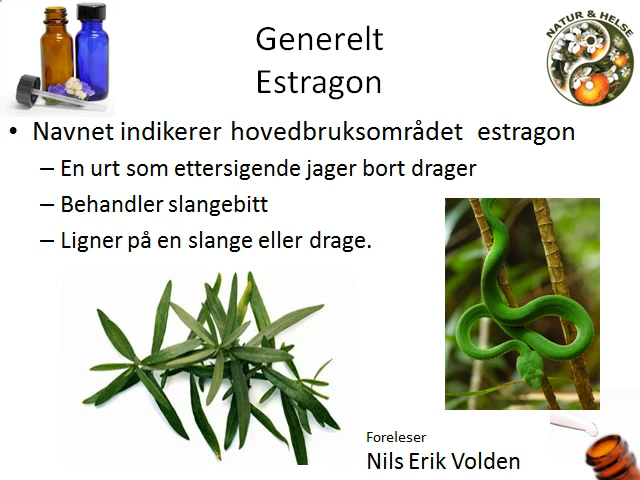 Generelt
Estragon
NATUR & HELSE
• Navnet indikerer hovedbruksområdet estragon
– En urt som ettersigende jager bort drager
– Behandler slangebitt
– Ligner på en slange eller drage.
Foreleser
Nils Erik Volden